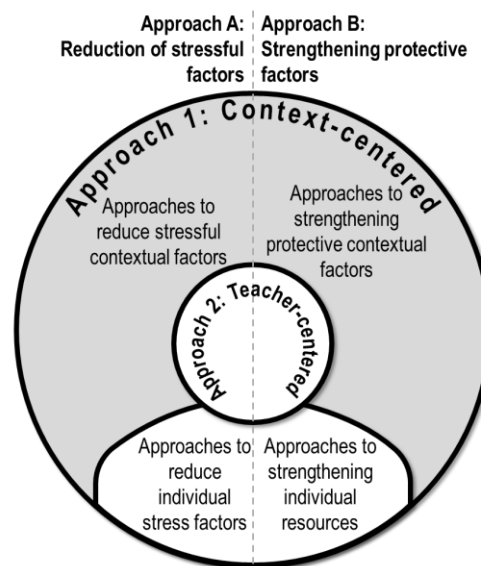 Approach A:
Reduction of stressful
factors
Approach B:
Strengthening protective
factors
Approach 1: Context-centered
Approaches to
reduce stressful
contextual factors
Approaches to
strengthening
protective contextual
factors
Approach 2: Teacher-centered
Approaches to
reduce
individual
stress factors
Approaches to
strengthening
individual
resources